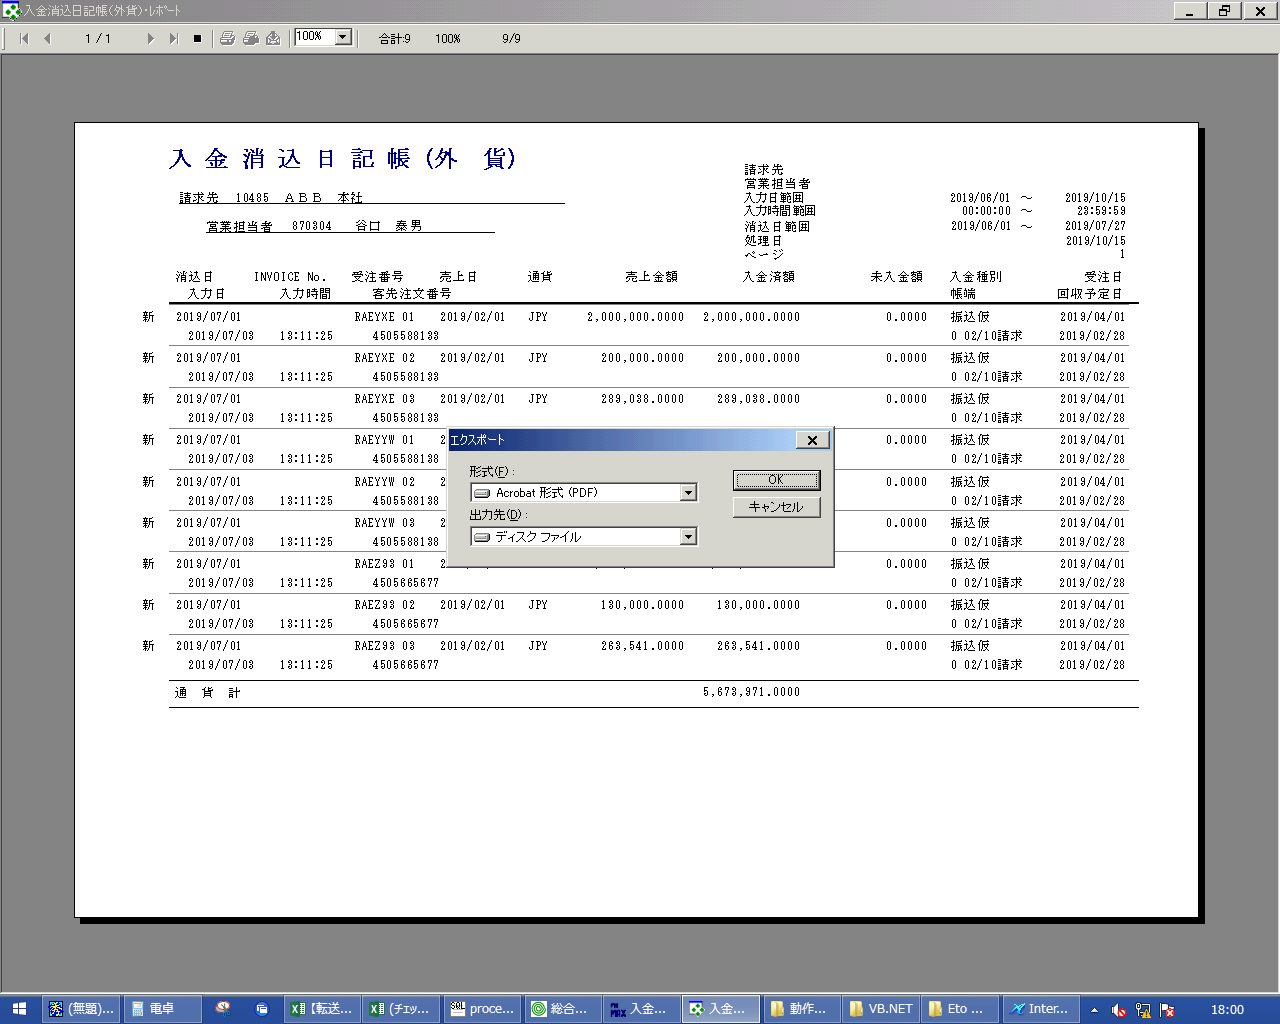 入金消込日記帳(外貨)・ﾚﾎﾟｰﾄ
1 / 1 100% 合計:9 100% 9/9
入金消込日記帳(外　貨)
請求先 10485 ＡＢＢ 本社
営業担当者 870304 谷口 泰男
請求先
営業担当者
入力日範囲 2019/06/01 ～ 2019/10/15
入力時間範囲 00:00:00 ～ 23:59:59
消込日範囲 2019/06/01 ～ 2019/07/27
処理日 2019/10/15
ページ 1
消込日 INVOICE No. 受注番号 売上日 通貨 売上金額 入金済額 未入金額 入金種別 受注日
入力日 入力時間 客先注文番号 帳端 回収予定日
新 2019/07/01 RAEYXE 01 2019/02/01 JPY 2,000,000.0000 2,000,000.0000 0.0000 振込仮 2019/04/01
2019/07/03 13:11:25 4505588133 0 02/10請求 2019/02/28
新 2019/07/01 RAEYXE 02 2019/02/01 JPY 200,000.0000 200,000.0000 0.0000 振込仮 2019/04/01
2019/07/03 13:11:25 4505588133 0 02/10請求 2019/02/28
新 2019/07/01 RAEYXE 03 2019/02/01 JPY 289,038.0000 289,038.0000 0.0000 振込仮 2019/04/01
2019/07/03 13:11:25 4505588133 0 02/10請求 2019/02/28
新 2019/07/01 RAEYYW 01 0.0000 振込仮 2019/04/01
2019/07/03 13:11:25 4505588138 0 02/10請求 2019/02/28
新 2019/07/01 RAEYYW 02 0.0000 振込仮 2019/04/01
2019/07/03 13:11:25 4505588138 0 02/10請求 2019/02/28
新 2019/07/01 RAEYYW 03 0.0000 振込仮 2019/04/01
2019/07/03 13:11:25 4505588138 0 02/10請求 2019/02/28
新 2019/07/01 RAEZ93 01 0.0000 振込仮 2019/04/01
2019/07/03 13:11:25 4505665677 0 02/10請求 2019/02/28
新 2019/07/01 RAEZ93 02 2019/02/01 JPY 130,000.0000 130,000.0000 0.0000 振込仮 2019/04/01
2019/07/03 13:11:25 4505665677 0 02/10請求 2019/02/28
新 2019/07/01 RAEZ93 03 2019/02/01 JPY 263,541.0000 263,541.0000 0.0000 振込仮 2019/04/01
2019/07/03 13:11:25 4505665677 0 02/10請求 2019/02/28
通　貨　計 5,673,971.0000
エクスポート
形式(F) :
Acrobat 形式 (PDF)
出力先(D) :
ディスク ファイル
OK
キャンセル
(無題)... 電卓 【転送... (チェッ... proce... 総合... 入金... 入金... 動作... VB.NET Eto ... Inter... 18:00